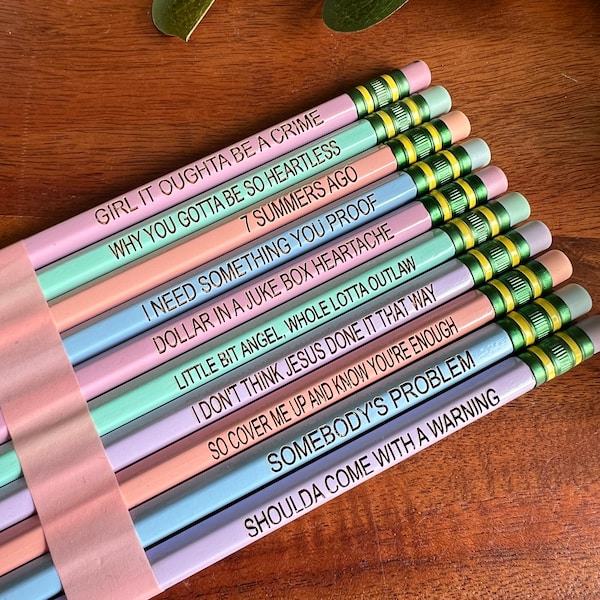 GIRL IT OUGHTA BE A CRIME
WHY YOU GOTTA BE SO HEARTLESS
7 SUMMERS AGO
I NEED SOMETHING YOU PROOF
DOLLAR IN A JUKE BOX HEARTACHE
LITTLE BIT ANGEL, WHOLE LOTTA OUTLAW
I DON'T THINK JESUS DONE IT THAT WAY
SO COVER ME UP AND KNOW YOU'RE ENOUGH
SOMEBODY'S PROBLEM
SHOULDA COME WITH A WARNING